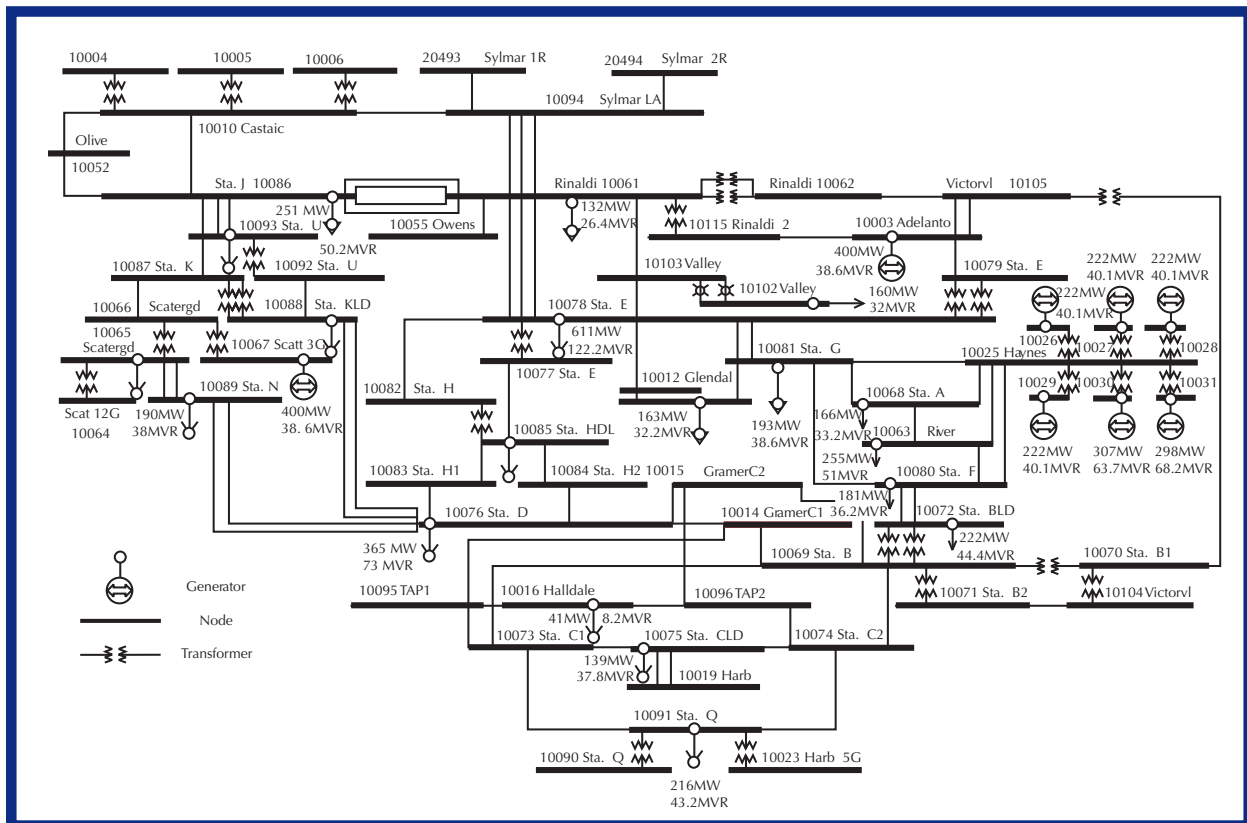 10004
10005
10006
20493 Sylmar 1R
20494 Sylmar 2R
10094 Sylmar LA
10010 Castaic
Olive
10052
Sta. J 10086
Rinaldi 10061
Rinaldi 10062
Victorvl 10105
251 MW
50.2MVR
10055 Owens
132MW
26.4MVR
10115 Rinaldi 2
10003 Adelanto
400MW
38.6MVR
10093 Sta. U
10087 Sta. K
10092 Sta. U
10103 Valley
10102 Valley
160MW
32MVR
10079 Sta. E
222MW
40.1MVR
222MW
40.1MVR
222MW
40.1MVR
10066 Scatergd
10088 Sta. KLD
10078 Sta. E
611MW
122.2MVR
10026
10027
10028
10065
Scatergd
10067 Scatt 3G
10077 Sta. E
10081 Sta. G
10025 Haynes
10029
10030
10031
Scat 12G
10064
190MW
38MVR
10089 Sta. N
400MW
38. 6MVR
10082 Sta. H
10012 Glendal
163MW
32.2MVR
193MW
38.6MVR
10068 Sta. A
166MW
33.2MVR
10063 River
255MW
51MVR
222MW
40.1MVR
307MW
63.7MVR
298MW
68.2MVR
10085 Sta. HDL
10083 Sta. H1
10084 Sta. H2
10015 GramerC2
10080 Sta. F
181MW
36.2MVR
10076 Sta. D
365 MW
73 MVR
10014 GramerC1
10072 Sta. BLD
222MW
44.4MVR
10069 Sta. B
10070 Sta. B1
10071 Sta. B2
10104 Victorvl
Generator
Node
Transformer
10095 TAP1
10016 Halldale
41MW 8.2MVR
10096 TAP2
10073 Sta. C1
10075 Sta. CLD
139MW
37.8MVR
10074 Sta. C2
10019 Harb
10091 Sta. Q
10090 Sta. Q
10023 Harb 5G
216MW
43.2MVR